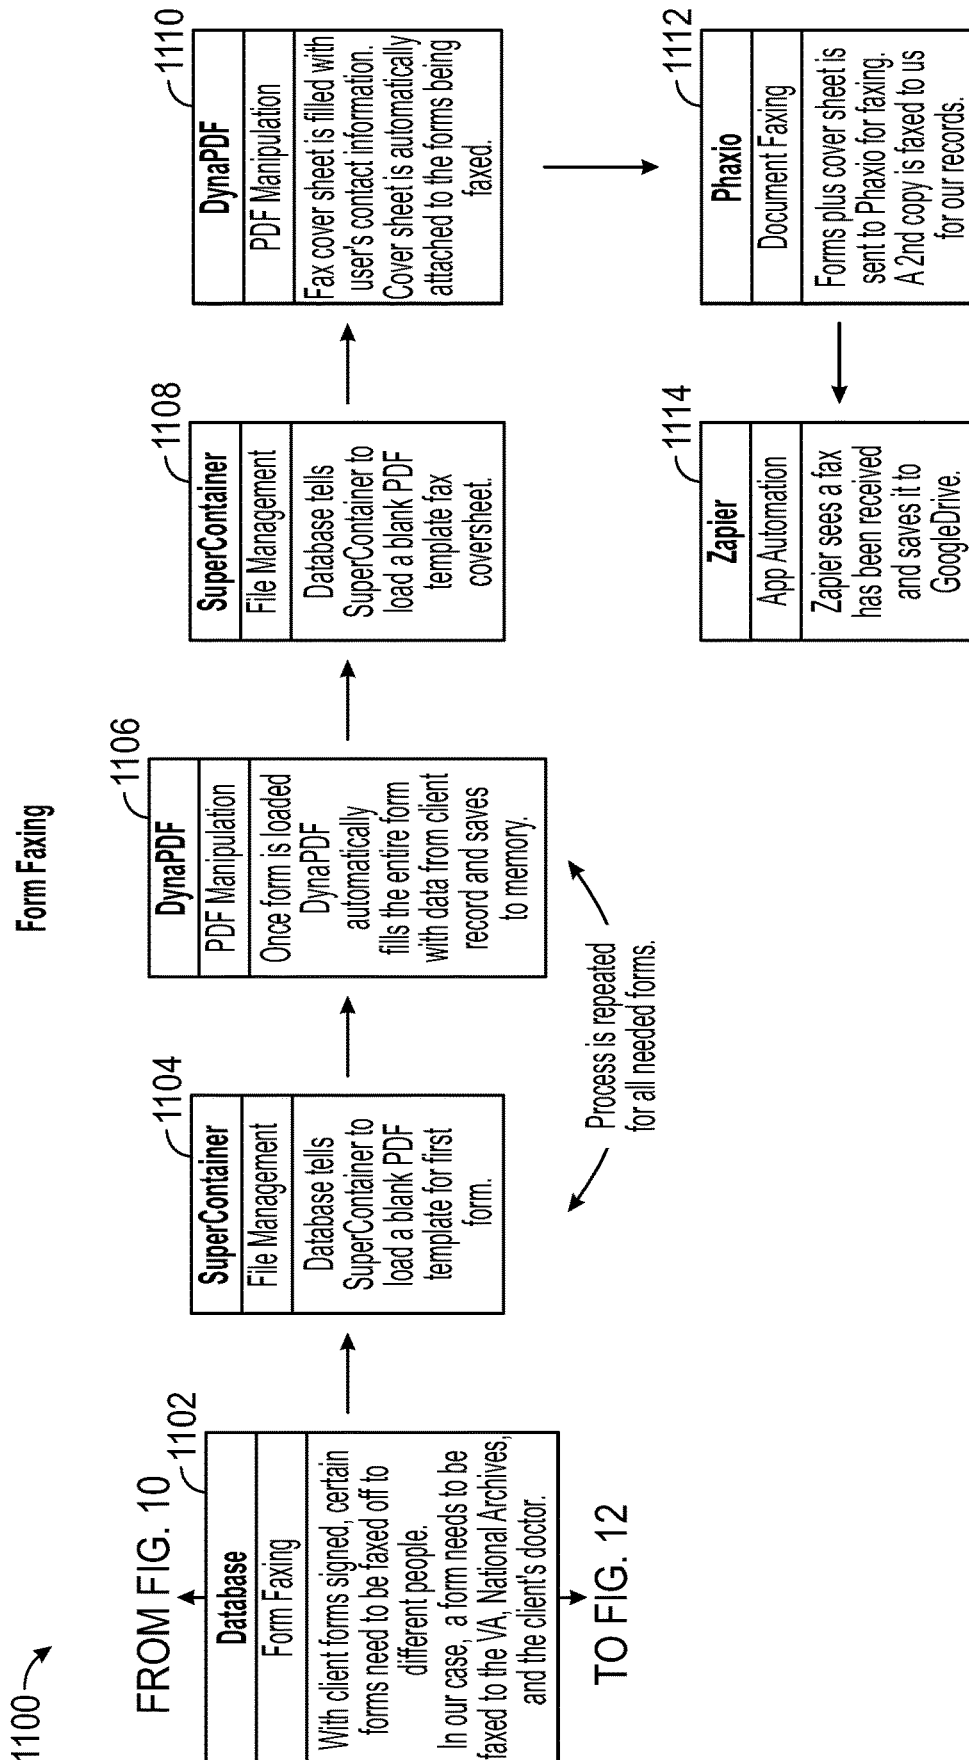 1100
Form Faxing
FROM FIG. 10
1102
Database
Form Faxing
With client forms signed, certain
forms need to be faxed off to
different people.
In our case, a form needs to be
faxed to the VA, National Archives,
and the client's doctor.
TO FIG. 12
1104
SuperContainer
File Management
Database tells
SuperContainer to
load a blank PDF
template for first
form.
1106
DynaPDF
PDF Manipulation
Once form is loaded
DynaPDF
automatically
fills the entire form
with data from client
record and saves
to memory.
Process is repeated
for all needed forms.
1108
SuperContainer
File Management
Database tells
SuperContainer to
load a blank PDF
template fax
coversheet.
1110
DynaPDF
PDF Manipulation
Fax cover sheet is filled with
user's contact information.
Cover sheet is automatically
attached to the forms being
faxed.
1112
Phaxio
Document Faxing
Forms plus cover sheet is
sent to Phaxio for faxing.
A 2nd copy is faxed to us
for our records.
1114
Zapier
App Automation
Zapier sees a fax
has been received
and saves it to
GoogleDrive.